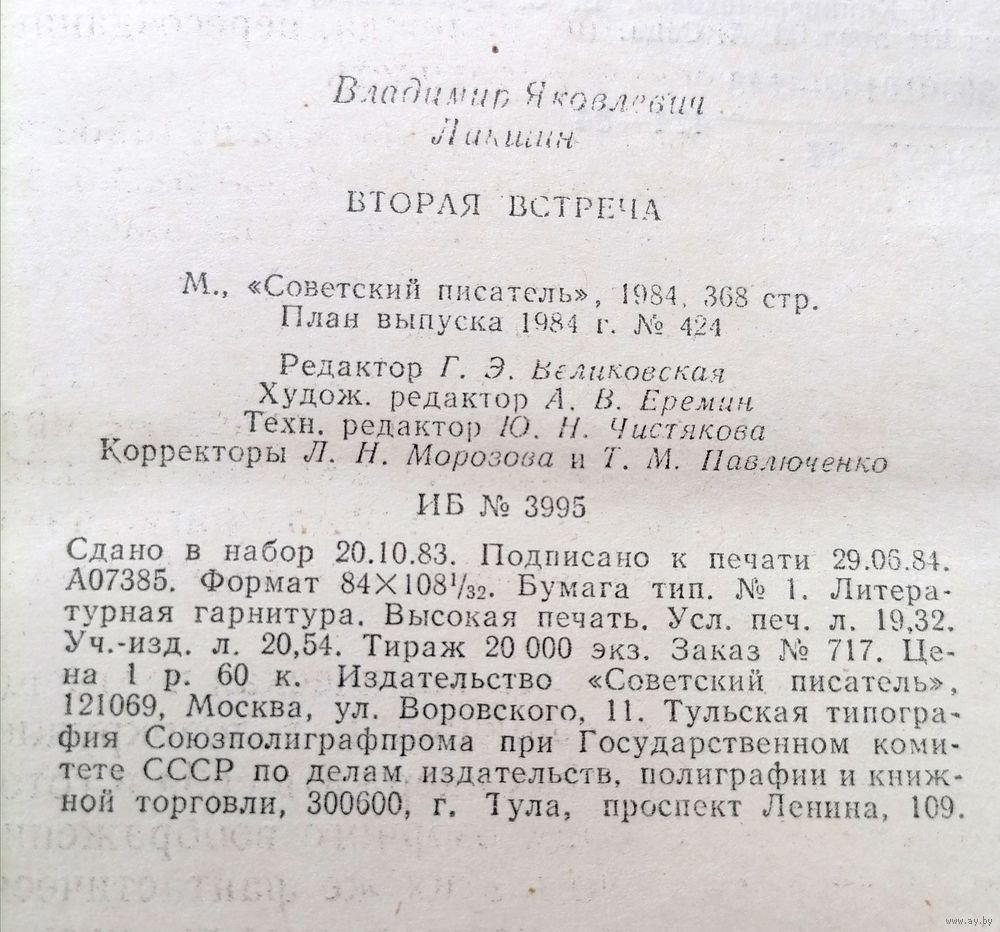 Владимир Яковлевич
Лакшин
ВТОРАЯ ВСТРЕЧА
М., «Советский писатель», 1984, 368 стр.
План выпуска 1984 г. № 424
Редактор Г. Э. Великовская
Худож. редактор А. В. Еремин
Техн. редактор Ю. Н. Чистякова
Корректоры Л. Н. Морозова и Т. М. Павлюченко
ИБ № 3995
Сдано в набор 20.10.83. Подписано к печати 29.06.84.
А07385. Формат 84×108¹/₃₂. Бумага тип. № 1. Литера-
турная гарнитура. Высокая печать. Усл. печ. л. 19,32.
Уч.-изд. л. 20,54. Тираж 20 000 экз. Заказ № 717. Це-
на 1 р. 60 к. Издательство «Советский писатель»,
121069, Москва, ул. Воровского, 11. Тульская типогра-
фия Союзполиграфпрома при Государственном коми-
тете СССР по делам издательств, полиграфии и книж-
ной торговли, 300600, г. Тула, проспект Ленина, 109.
www.ay.by